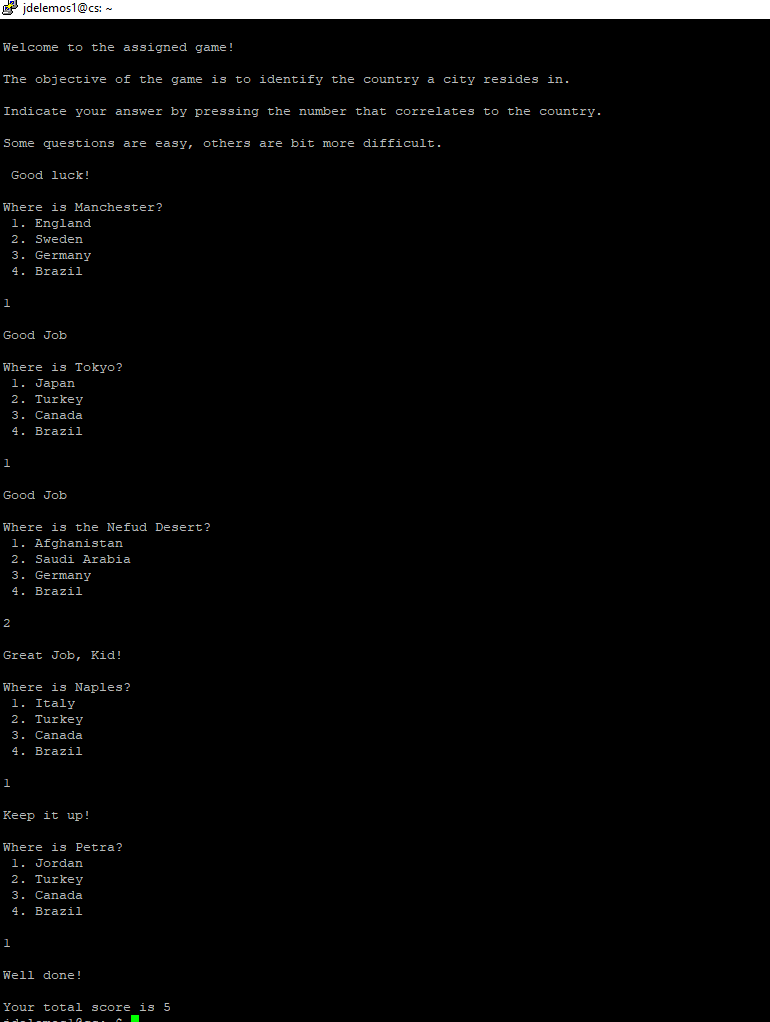 jdelemos1@cs: ~
Welcome to the assigned game!
The objective of the game is to identify the country a city resides in.
Indicate your answer by pressing the number that correlates to the country.
Some questions are easy, others are bit more difficult.
Good luck!
Where is Manchester?
1. England
2. Sweden
3. Germany
4. Brazil
1
Good Job
Where is Tokyo?
1. Japan
2. Turkey
3. Canada
4. Brazil
1
Good Job
Where is the Nefud Desert?
1. Afghanistan
2. Saudi Arabia
3. Germany
4. Brazil
2
Great Job, Kid!
Where is Naples?
1. Italy
2. Turkey
3. Canada
4. Brazil
1
Keep it up!
Where is Petra?
1. Jordan
2. Turkey
3. Canada
4. Brazil
1
Well done!
Your total score is 5